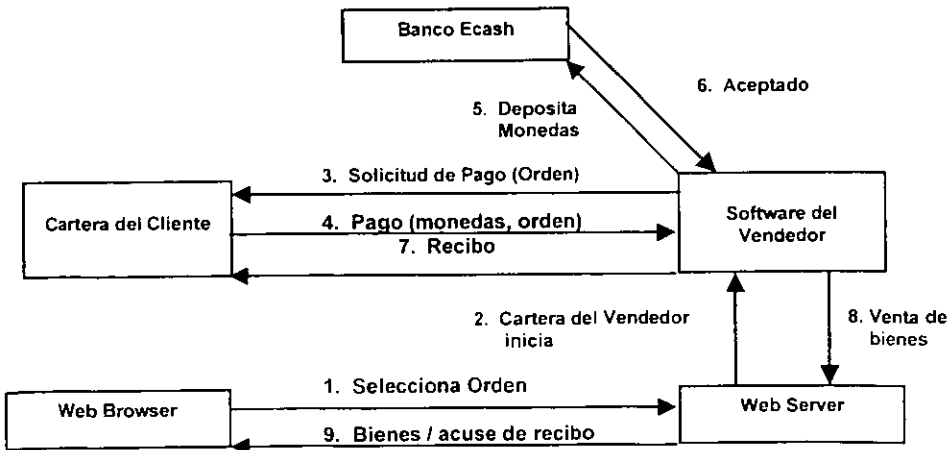 Banco Ecash
6. Aceptado
5. Deposita
Monedas
3. Solicitud de Pago (Orden)
Cartera del Cliente
4. Pago (monedas, orden)
7. Recibo
Software del
Vendedor
2. Cartera del Vendedor
inicia
8. Venta de
bienes
1. Selecciona Orden
Web Browser
Web Server
9. Bienes / acuse de recibo